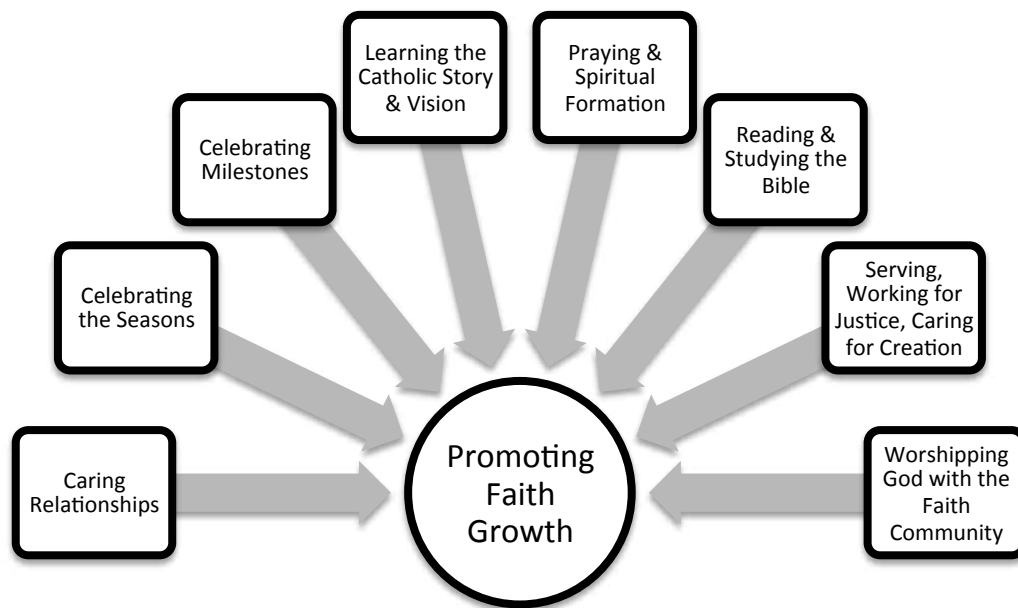 Learning the
Catholic Story
& Vision
Praying &
Spiritual
Formation
Celebrating
Milestones
Reading &
Studying the
Bible
Celebrating
the Seasons
Serving,
Working for
Justice, Caring
for Creation
Caring
Relationships
Promoting
Faith
Growth
Worshipping
God with the
Faith
Community